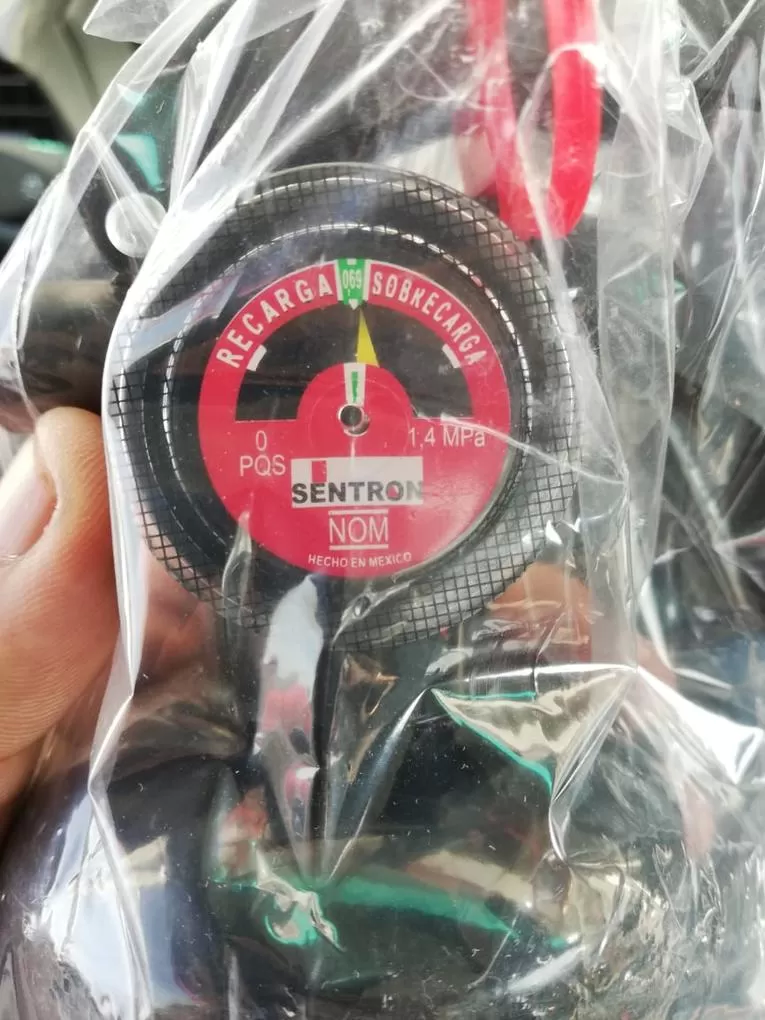 RECARGA 069 SOBRECARGA
0
1,4 MPa
PQS
SENTRON
NOM
HECHO EN MEXICO